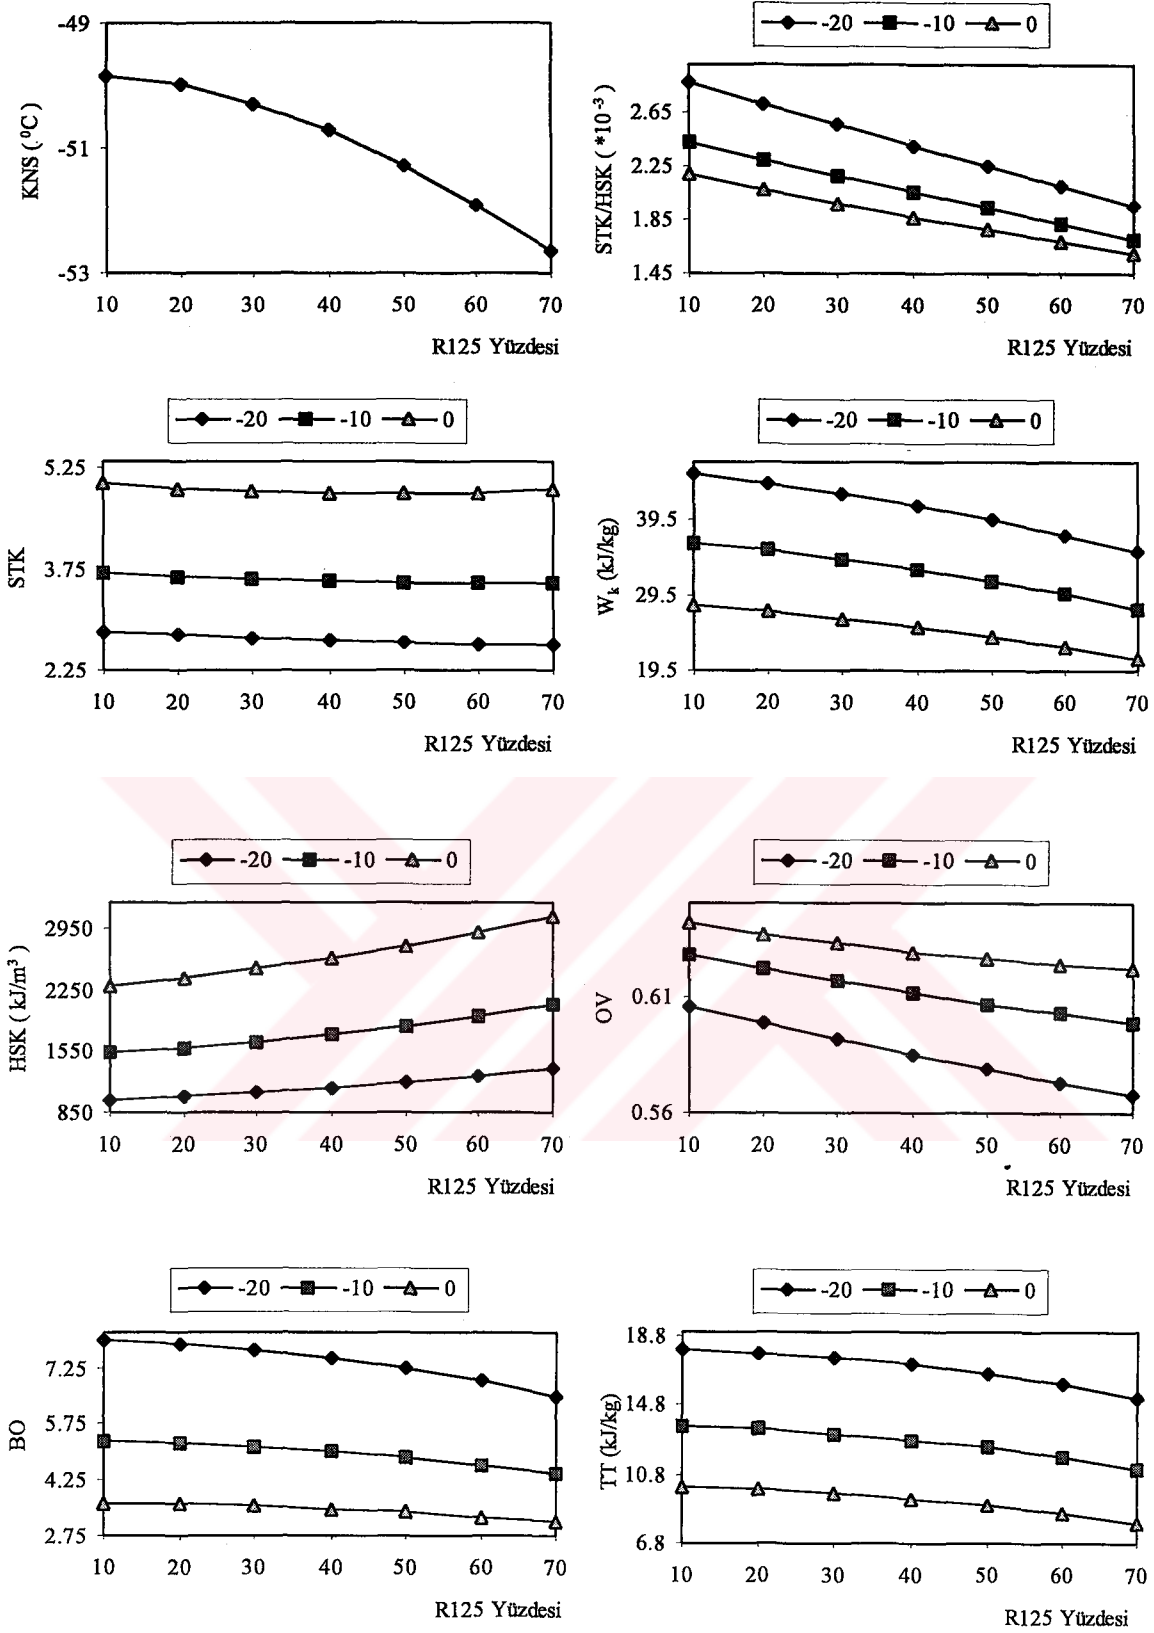 -49
-51
-53
KNS ( ⁰C )
10 20 30 40 50 60 70
R125 Yüzdesi
-20 -10 0
2.65
2.25
1.85
1.45
STK/HSK ( *10⁻³ )
10 20 30 40 50 60 70
R125 Yüzdesi
-20 -10 0
5.25
3.75
2.25
STK
10 20 30 40 50 60 70
R125 Yüzdesi
-20 -10 0
39.5
29.5
19.5
Wk (kJ/kg)
10 20 30 40 50 60 70
R125 Yüzdesi
-20 -10 0
2950
2250
1550
850
HSK ( kJ/m³ )
10 20 30 40 50 60 70
R125 Yüzdesi
-20 -10 0
0.61
0.56
OV
10 20 30 40 50 60 70
R125 Yüzdesi
-20 -10 0
7.25
5.75
4.25
2.75
BO
10 20 30 40 50 60 70
R125 Yüzdesi
-20 -10 0
18.8
14.8
10.8
6.8
TT (kJ/kg)
10 20 30 40 50 60 70
R125 Yüzdesi